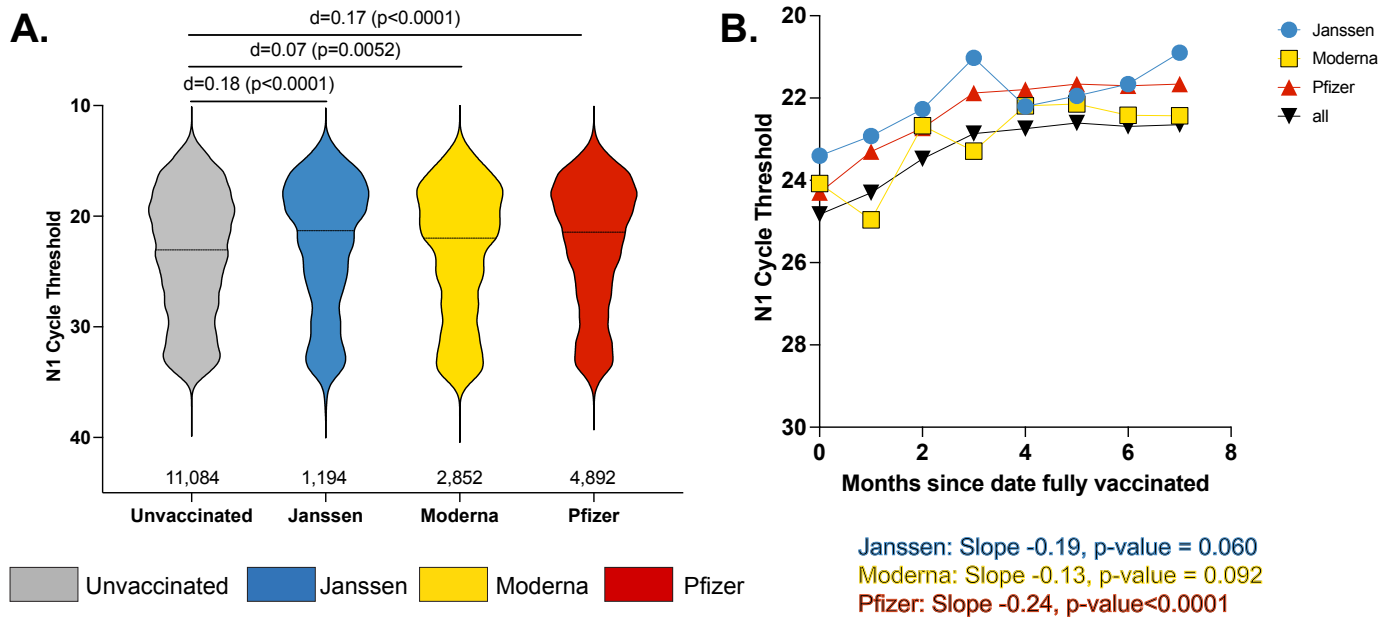 A.
d=0.17 (p<0.0001)
d=0.07 (p=0.0052)
d=0.18 (p<0.0001)
N1 Cycle Threshold
10
20
30
40
11,084 1,194 2,852 4,892
Unvaccinated Janssen Moderna Pfizer
Unvaccinated Janssen Moderna Pfizer
B.
N1 Cycle Threshold
20
22
24
26
28
30
0 2 4 6 8
Months since date fully vaccinated
Janssen
Moderna
Pfizer
all
Janssen: Slope -0.19, p-value = 0.060
Moderna: Slope -0.13, p-value = 0.092
Pfizer: Slope -0.24, p-value<0.0001